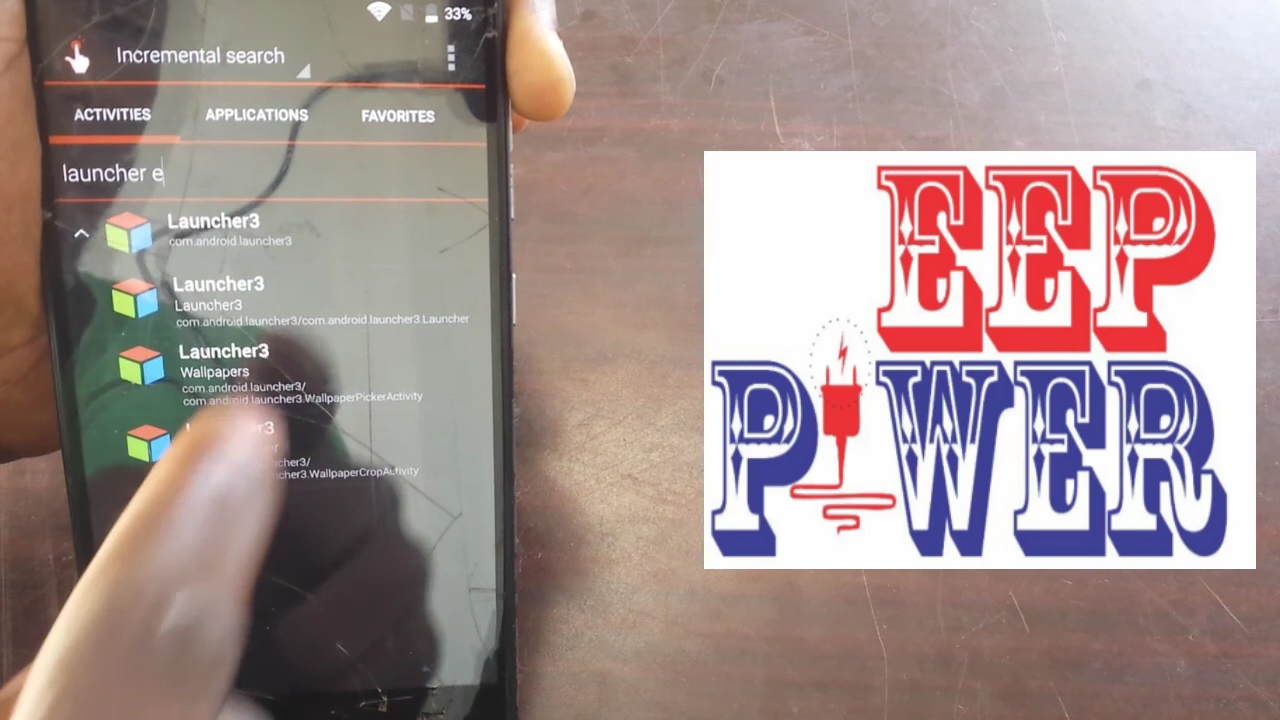 33%
Incremental search
ACTIVITIES APPLICATIONS FAVORITES
launcher e
Launcher3
com.android.launcher3
Launcher3
Launcher3
com.android.launcher3/com.android.launcher3.Launcher
Launcher3
Wallpapers
com.android.launcher3/
com.android.launcher3.WallpaperPickerActivity
WallpaperCropActivity
EEP
POWER